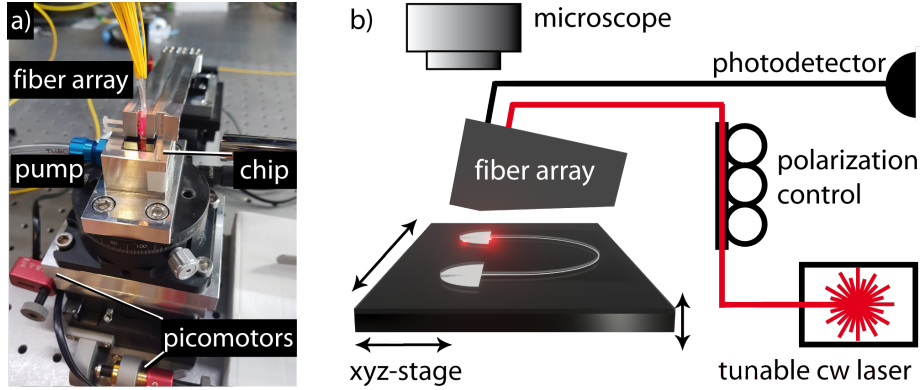 a)
fiber array
pump
chip
picomotors
b)
microscope
photodetector
fiber array
polarization
control
xyz-stage
tunable cw laser